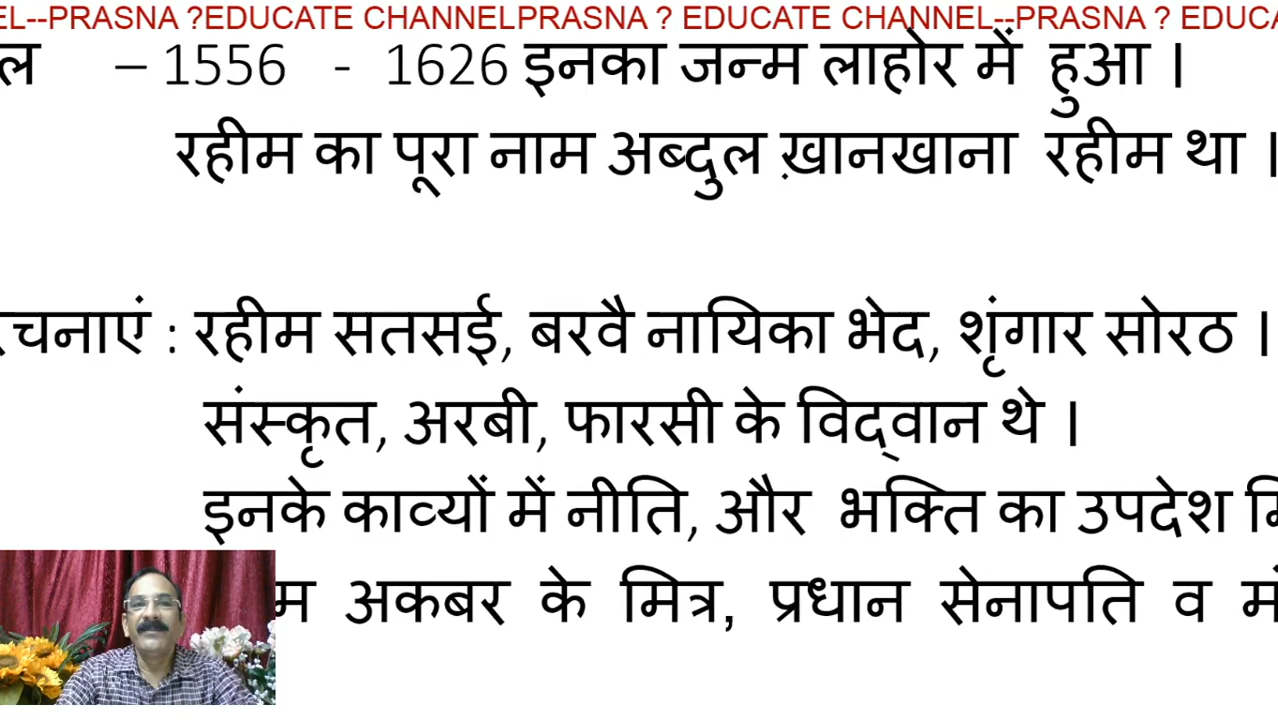 EL--PRASNA ?EDUCATE CHANNELPRASNA ? EDUCATE CHANNEL--PRASNA ? EDUCA
ल – 1556 - 1626 इनका जन्म लाहोर में हुआ ।
रहीम का पूरा नाम अब्दुल ख़ानखाना रहीम था ।
रचनाएं : रहीम सतसई, बरवै नायिका भेद, शृंगार सोरठ ।
संस्कृत, अरबी, फारसी के विद्वान थे ।
इनके काव्यों में नीति, और भक्ति का उपदेश
म अकबर के मित्र, प्रधान सेनापति व